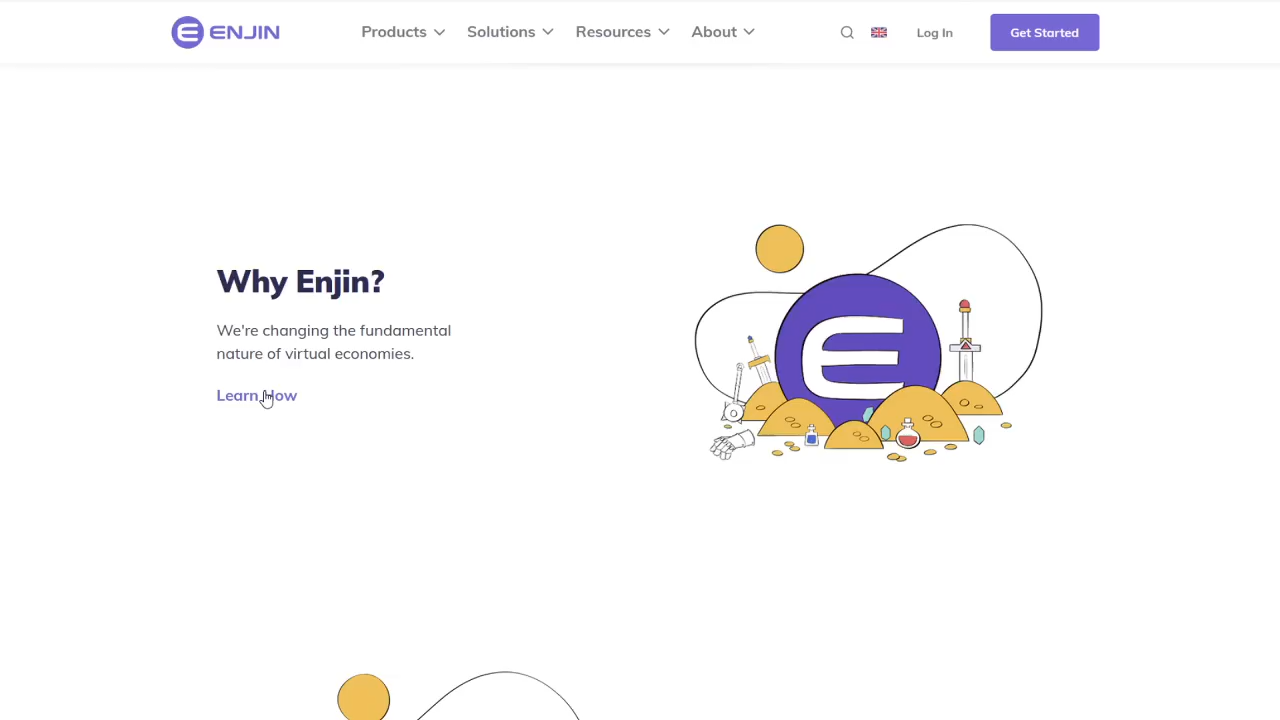 ENJIN
Products
Solutions
Resources
About
Log In
Get Started
Why Enjin?
We're changing the fundamental
nature of virtual economies.
Learn How